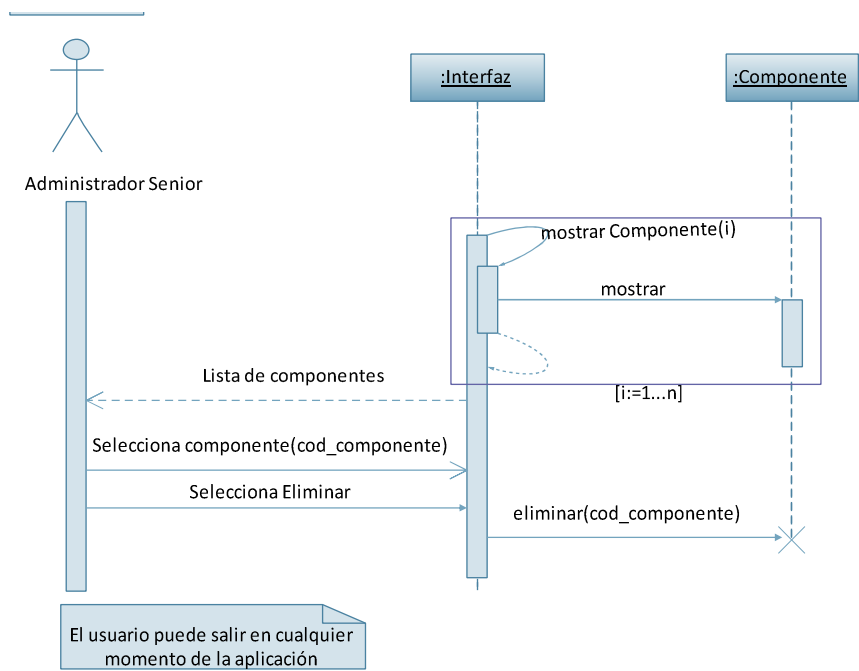 :Interfaz
:Componente
Administrador Senior
mostrar Componente(i)
mostrar
Lista de componentes
[i:=1...n]
Selecciona componente(cod_componente)
Selecciona Eliminar
eliminar(cod_componente)
El usuario puede salir en cualquier
momento de la aplicación